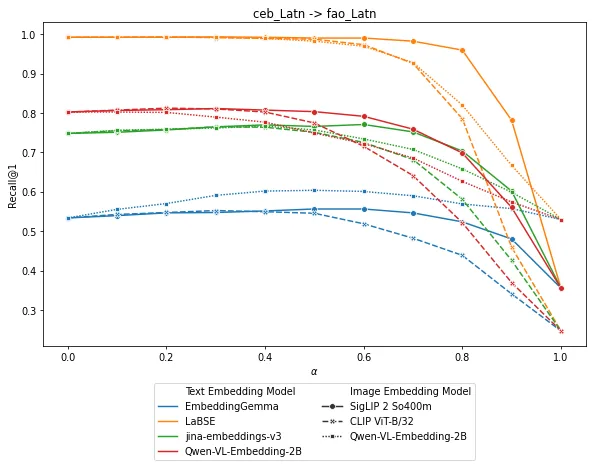 ceb_Latn -> fao_Latn
Recall@1
1.0
0.9
0.8
0.7
0.6
0.5
0.4
0.3
0.0 0.2 0.4 0.6 0.8 1.0
α
Text Embedding Model Image Embedding Model
EmbeddingGemma SigLIP 2 So400m
LaBSE CLIP ViT-B/32
jina-embeddings-v3 Qwen-VL-Embedding-2B
Qwen-VL-Embedding-2B